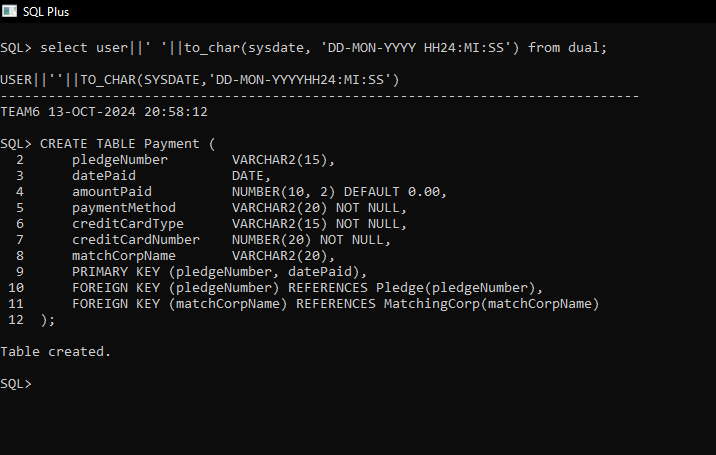 SQL Plus
SQL> select user||' '||to_char(sysdate, 'DD-MON-YYYY HH24:MI:SS') from dual;
USER||''||TO_CHAR(SYSDATE,'DD-MON-YYYYHH24:MI:SS')
--------------------------------------------------------------------------------
TEAM6 13-OCT-2024 20:58:12
SQL> CREATE TABLE Payment (
  2      pledgeNumber        VARCHAR2(15),
  3      datePaid            DATE,
  4      amountPaid          NUMBER(10, 2) DEFAULT 0.00,
  5      paymentMethod       VARCHAR2(20) NOT NULL,
  6      creditCardType      VARCHAR2(15) NOT NULL,
  7      creditCardNumber    NUMBER(20) NOT NULL,
  8      matchCorpName       VARCHAR2(20),
  9      PRIMARY KEY (pledgeNumber, datePaid),
 10      FOREIGN KEY (pledgeNumber) REFERENCES Pledge(pledgeNumber),
 11      FOREIGN KEY (matchCorpName) REFERENCES MatchingCorp(matchCorpName)
 12  );
Table created.
SQL>